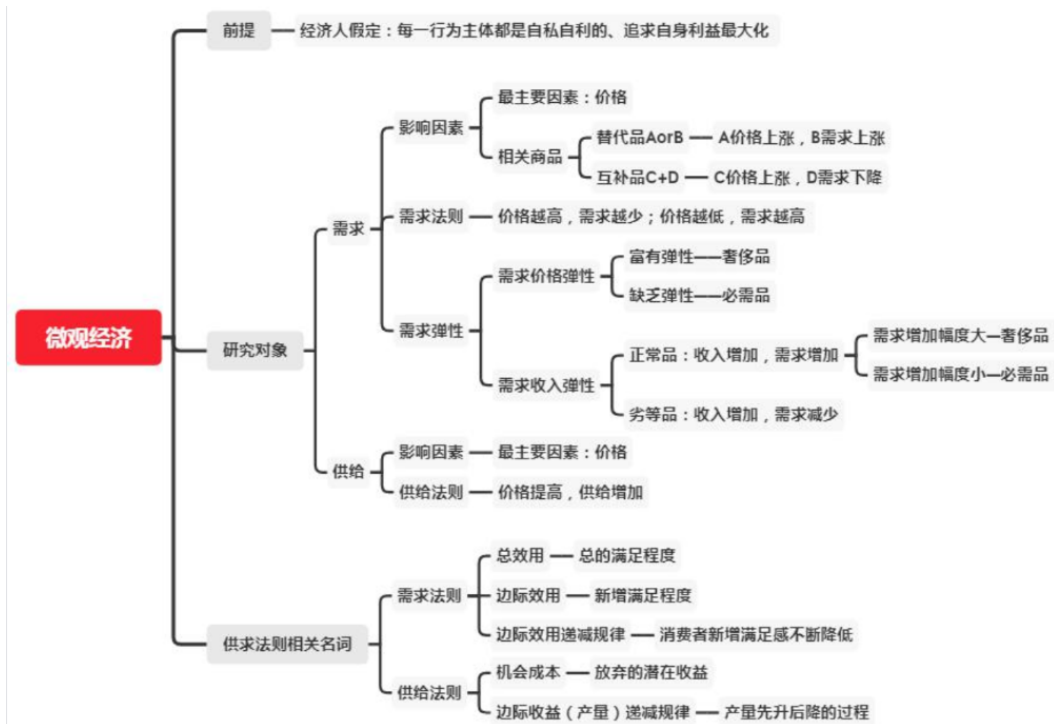 微观经济
前提
经济人假定：每一行为主体都是自私自利的、追求自身利益最大化
研究对象
需求
影响因素
最主要因素：价格
相关商品
替代品AorB
A价格上涨，B需求上涨
互补品C+D
C价格上涨，D需求下降
需求法则
价格越高，需求越少；价格越低，需求越高
需求弹性
需求价格弹性
富有弹性——奢侈品
缺乏弹性——必需品
需求收入弹性
正常品：收入增加，需求增加
需求增加幅度大—奢侈品
需求增加幅度小—必需品
劣等品：收入增加，需求减少
供给
影响因素
最主要因素：价格
供给法则
价格提高，供给增加
供求法则相关名词
需求法则
总效用
总的满足程度
边际效用
新增满足程度
边际效用递减规律
消费者新增满足感不断降低
供给法则
机会成本
放弃的潜在收益
边际收益（产量）递减规律
产量先升后降的过程